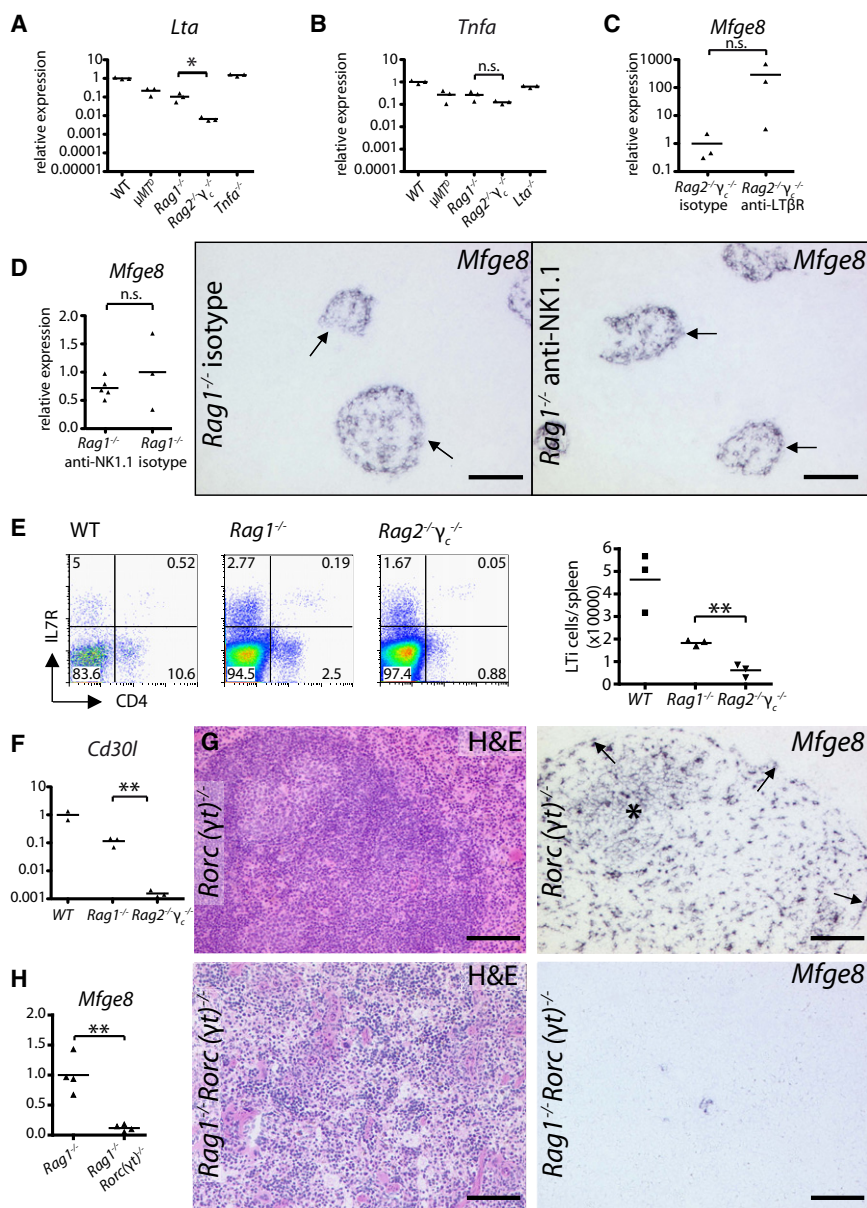 A
Lta
relative expression
10
1
0.1
0.01
0.001
0.0001
0.00001
*
WT
µMT⁰
Rag1-/-
Rag2-/-γc-/-
Tnfa-/-
B
Tnfa
relative expression
10
1
0.1
0.01
0.001
0.0001
n.s.
WT
µMT⁰
Rag1-/-
Rag2-/-γc-/-
Lta-/-
C
Mfge8
relative expression
1000
100
10
1
0.1
n.s.
Rag2-/-γc-/-
isotype
Rag2-/-γc-/-
anti-LTβR
D
Mfge8
relative expression
2.0
1.5
1.0
0.5
0.0
n.s.
Rag1-/-
anti-NK1.1
Rag1-/-
isotype
Rag1-/- isotype
Mfge8
Rag1-/- anti-NK1.1
Mfge8
E
WT
5
0.52
83.6
10.6
Rag1-/-
2.77
0.19
94.5
2.5
Rag2-/-γc-/-
1.67
0.05
97.4
0.88
IL7R
CD4
LTi cells/spleen
(x10000)
6
5
4
3
2
1
0
**
WT
Rag1-/-
Rag2-/-γc-/-
F
Cd30l
relative expression
10
1
0.1
0.01
0.001
**
WT
Rag1-/-
Rag2-/-γc-/-
G
Rorc (γt)-/-
H&E
Rorc (γt)-/-
Mfge8
*
H
Mfge8
relative expression
2.0
1.5
1.0
0.5
0.0
**
Rag1-/-
Rag1-/-
Rorc(γt)-/-
Rag1-/-Rorc (γt)-/-
H&E
Rag1-/-Rorc (γt)-/-
Mfge8